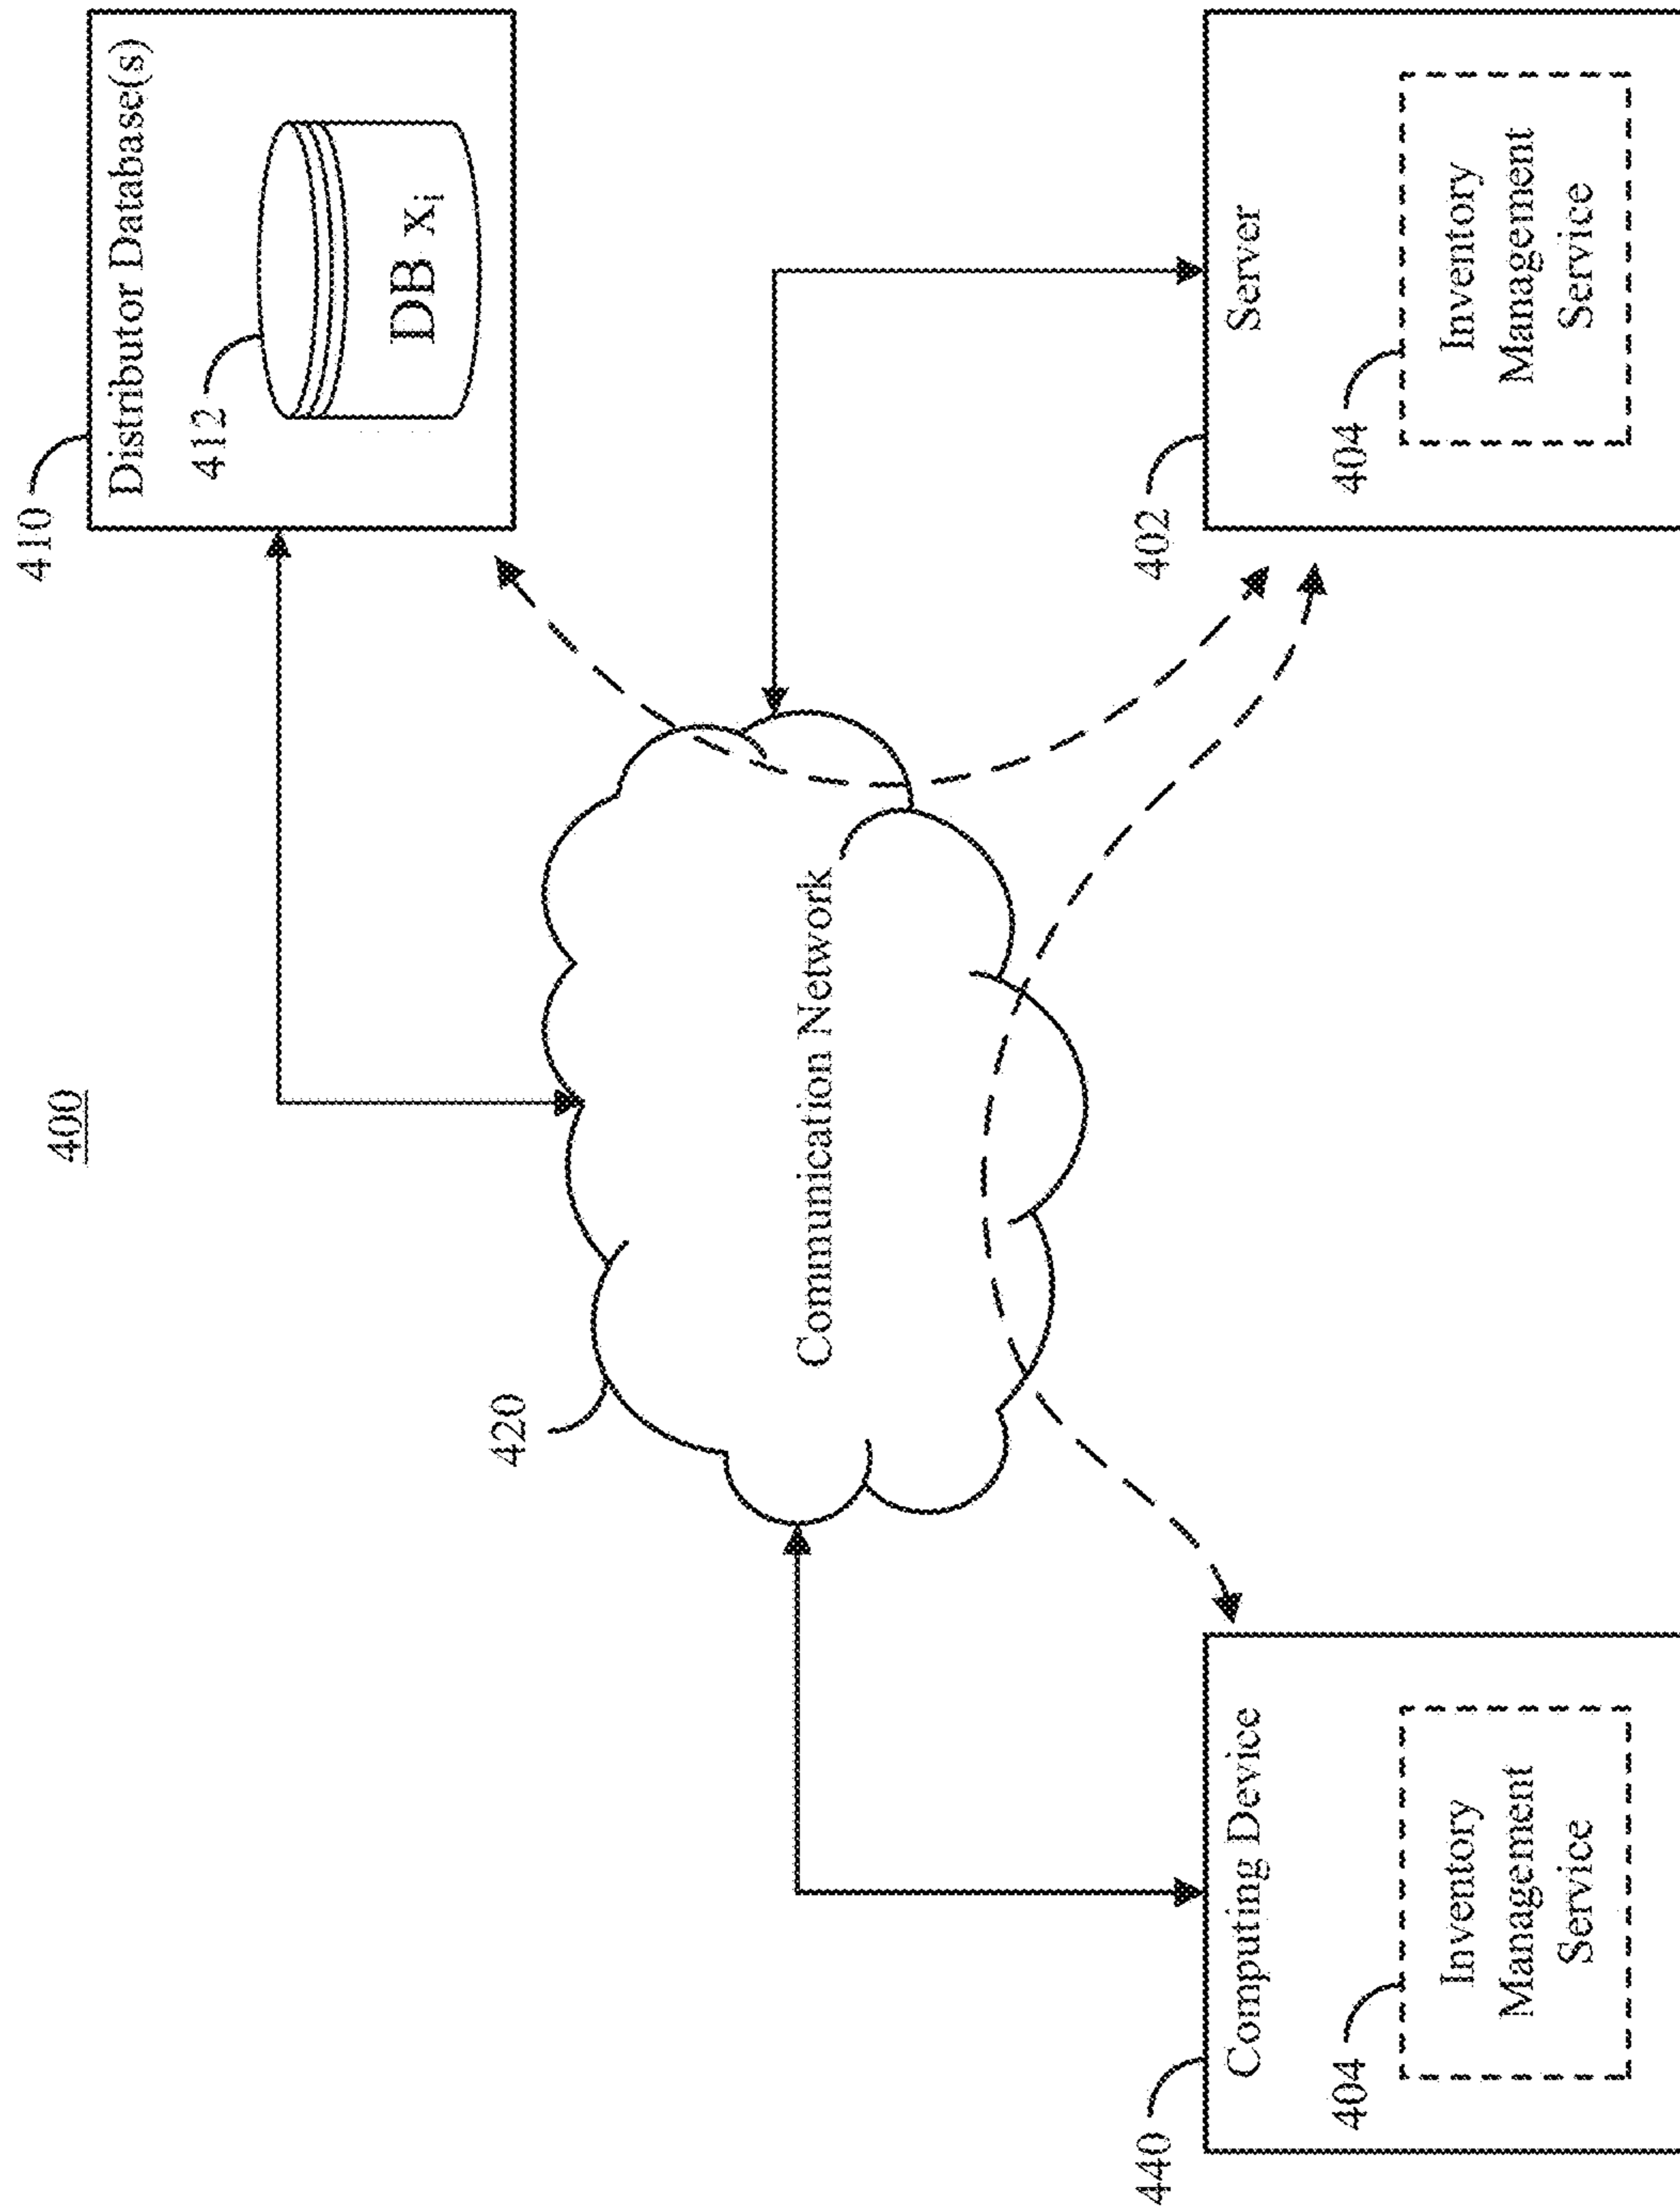 400
410
Distributor Database(s)
412
DB xi
420
Communication Network
440
Computing Device
404
Inventory
Management
Service
402
Server
404
Inventory
Management
Service